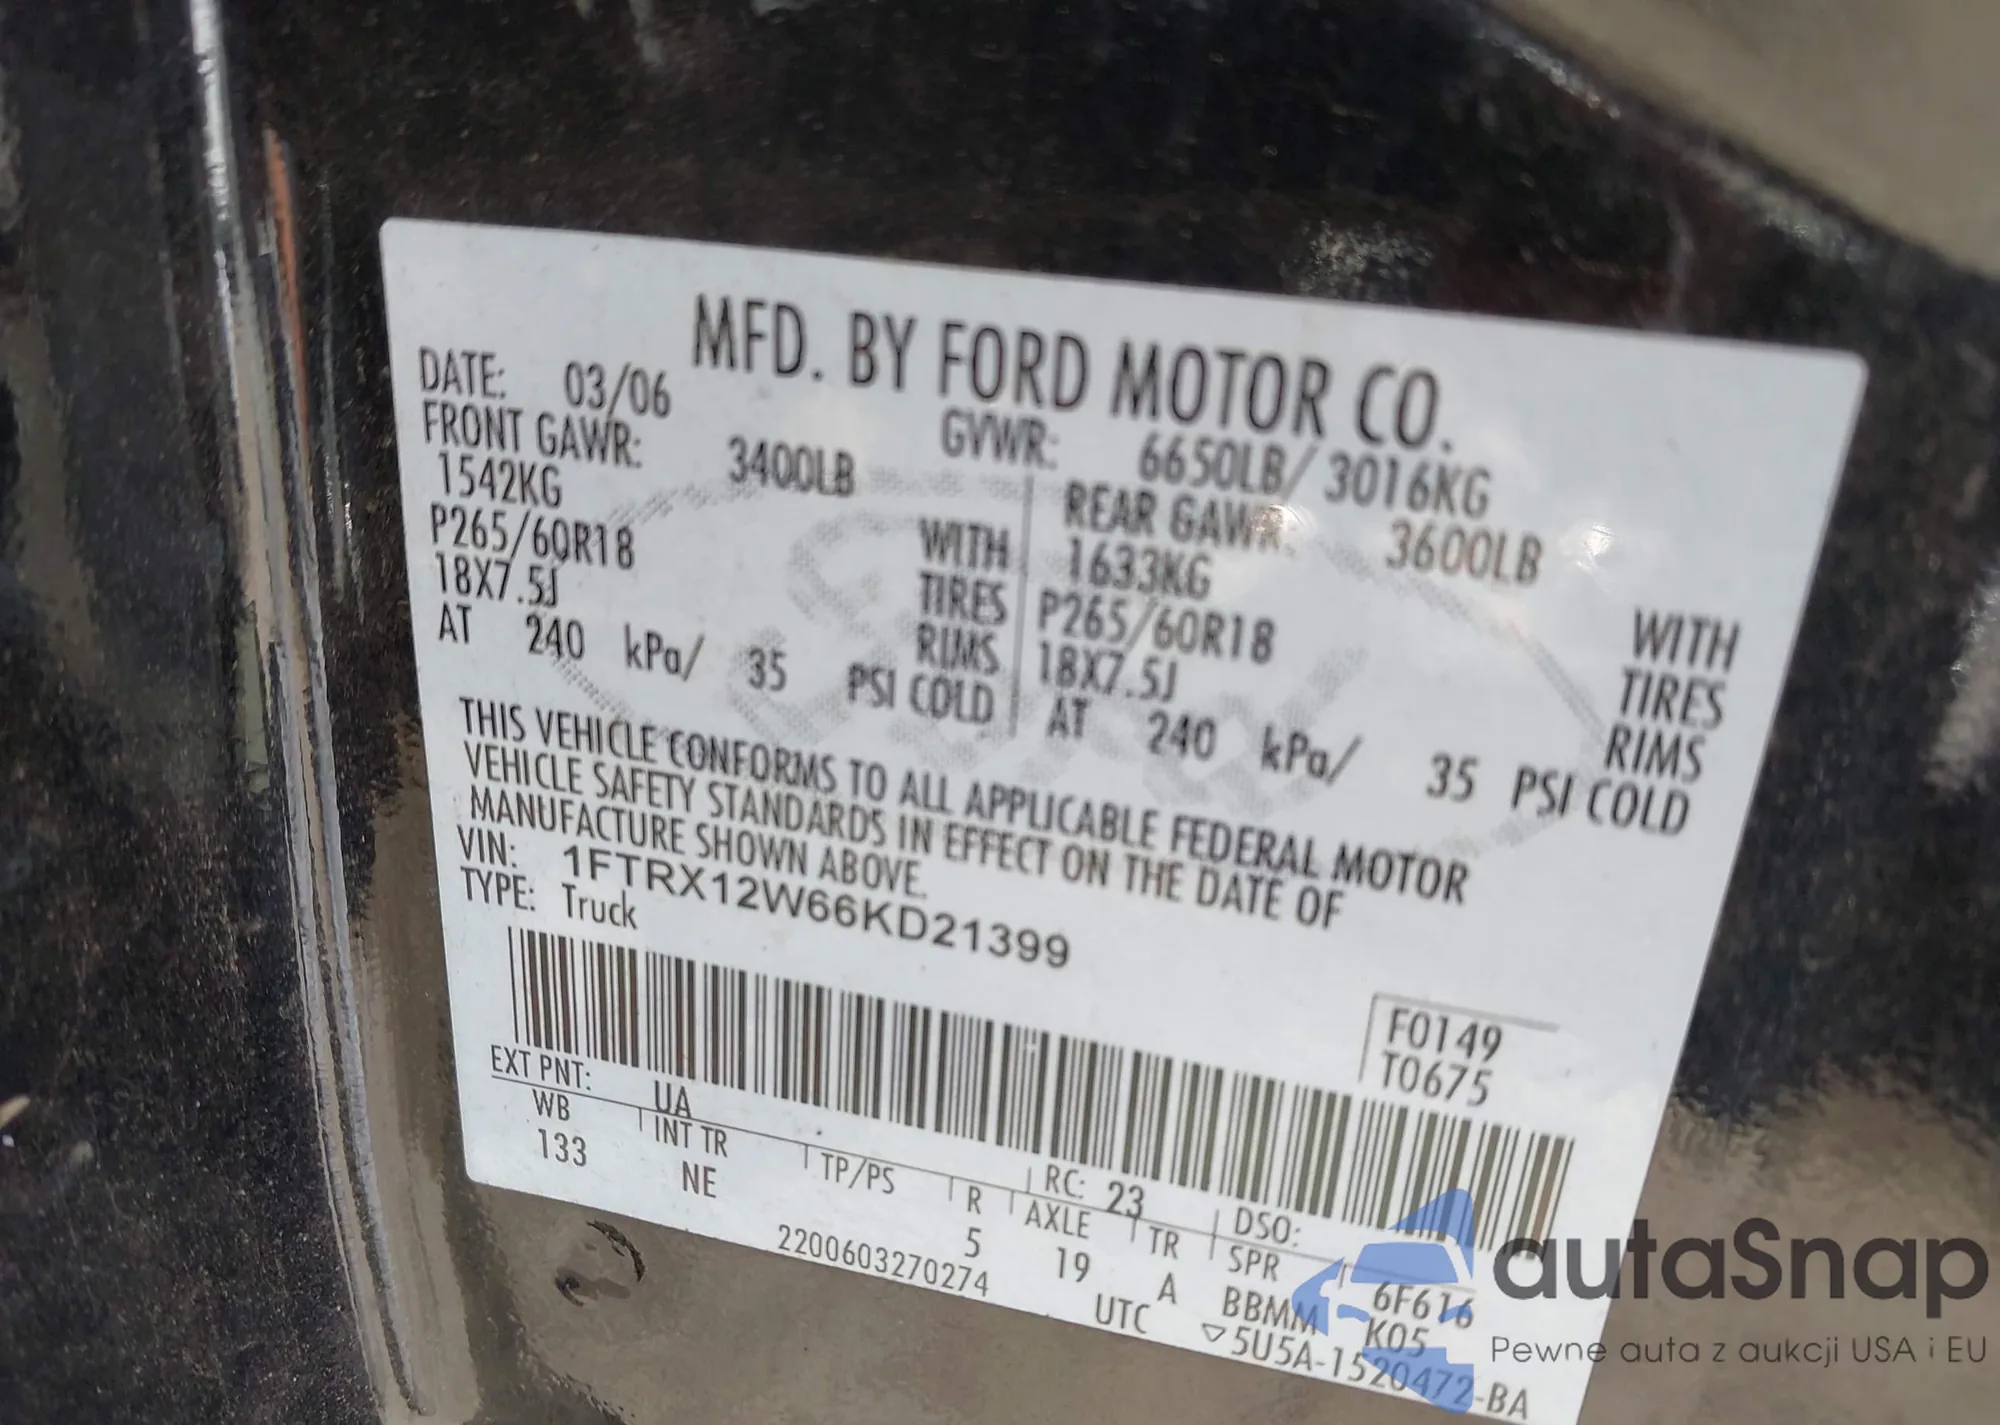 MFD. BY FORD MOTOR CO.
DATE: 03/06 GVWR: 6650LB/ 3016KG
FRONT GAWR: 3400LB REAR GAWR: 3600LB
1542KG WITH 1633KG WITH
P265/60R18 TIRES P265/60R18 TIRES
18X7.5J RIMS 18X7.5J RIMS
AT 240 kPa/ 35 PSI COLD AT 240 kPa/ 35 PSI COLD
THIS VEHICLE CONFORMS TO ALL APPLICABLE FEDERAL MOTOR
VEHICLE SAFETY STANDARDS IN EFFECT ON THE DATE OF
MANUFACTURE SHOWN ABOVE.
VIN: 1FTRX12W66KD21399
TYPE: Truck
F0149
T0675
EXT PNT: UA RC: 23 DSO:
WB INT TR TP/PS R AXLE TR SPR 6F616
133 NE 5 19 A BBMM K05
2200603270274 UTC ▽5U5A-1520472-BA
autaSnap
Pewne auta z aukcji USA i EU